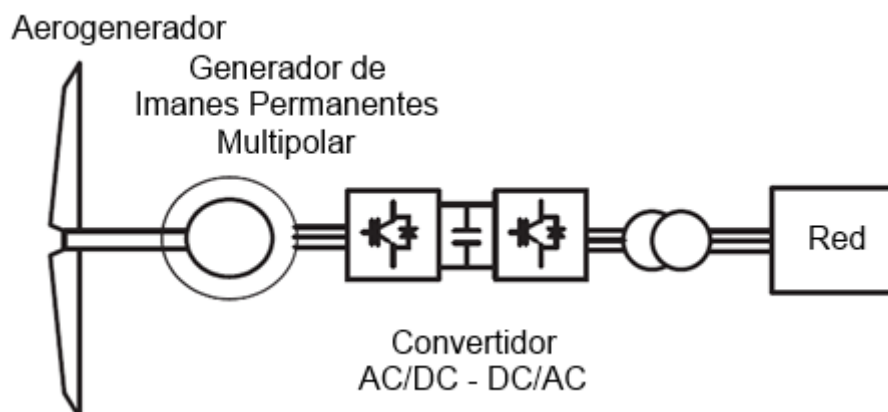 Aerogenerador
Generador de
Imanes Permanentes
Multipolar
Red
Convertidor
AC/DC - DC/AC